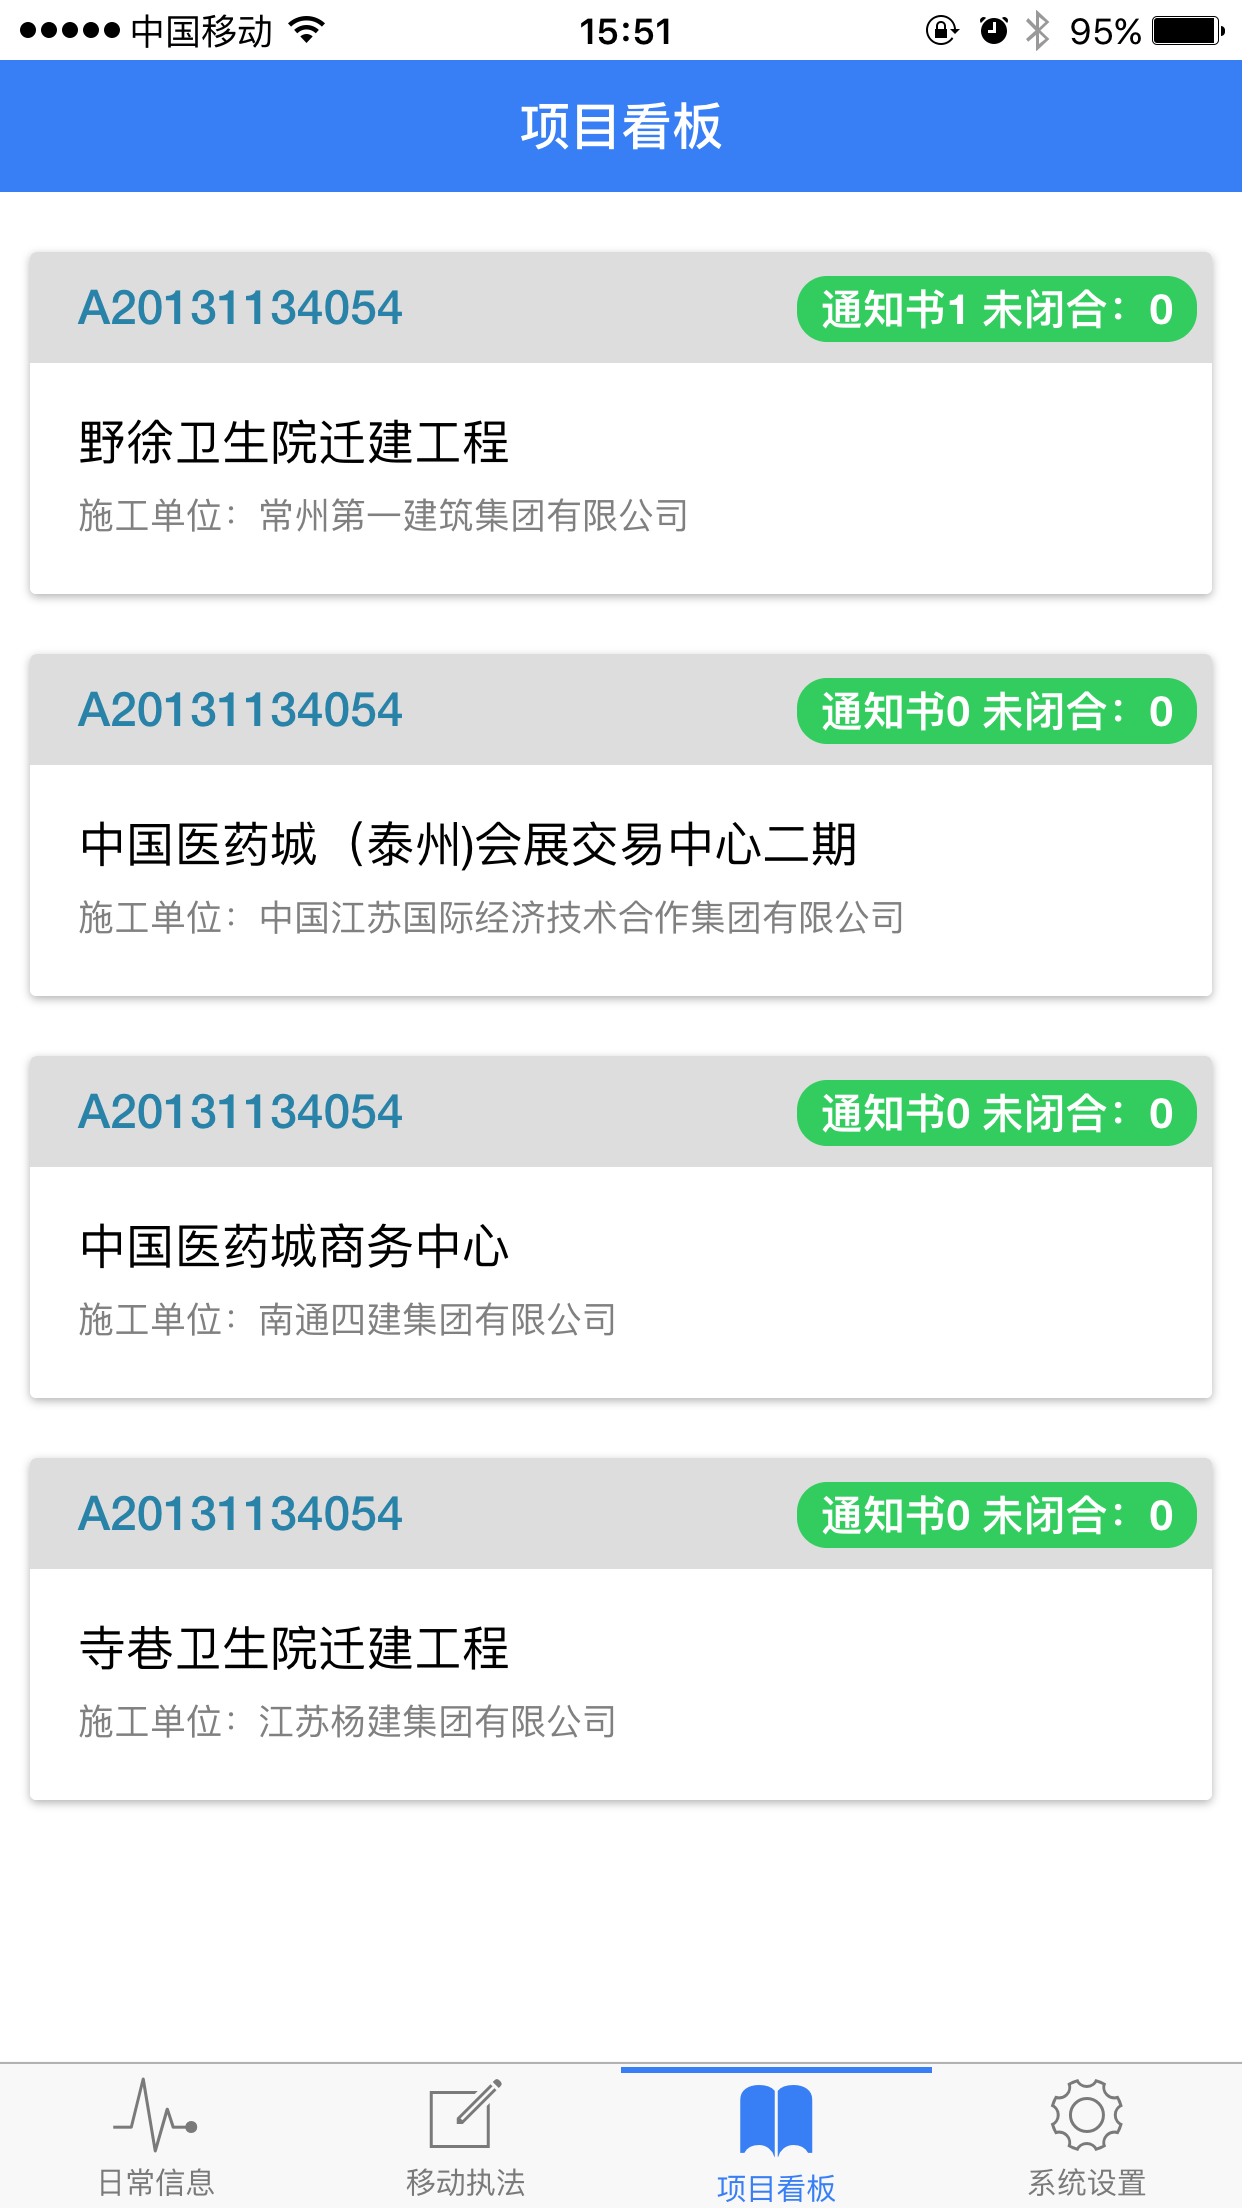 中国移动 15:51 95%
项目看板
A20131134054 通知书1 未闭合：0
野徐卫生院迁建工程
施工单位：常州第一建筑集团有限公司
A20131134054 通知书0 未闭合：0
中国医药城（泰州)会展交易中心二期
施工单位：中国江苏国际经济技术合作集团有限公司
A20131134054 通知书0 未闭合：0
中国医药城商务中心
施工单位：南通四建集团有限公司
A20131134054 通知书0 未闭合：0
寺巷卫生院迁建工程
施工单位：江苏杨建集团有限公司
日常信息 移动执法 项目看板 系统设置